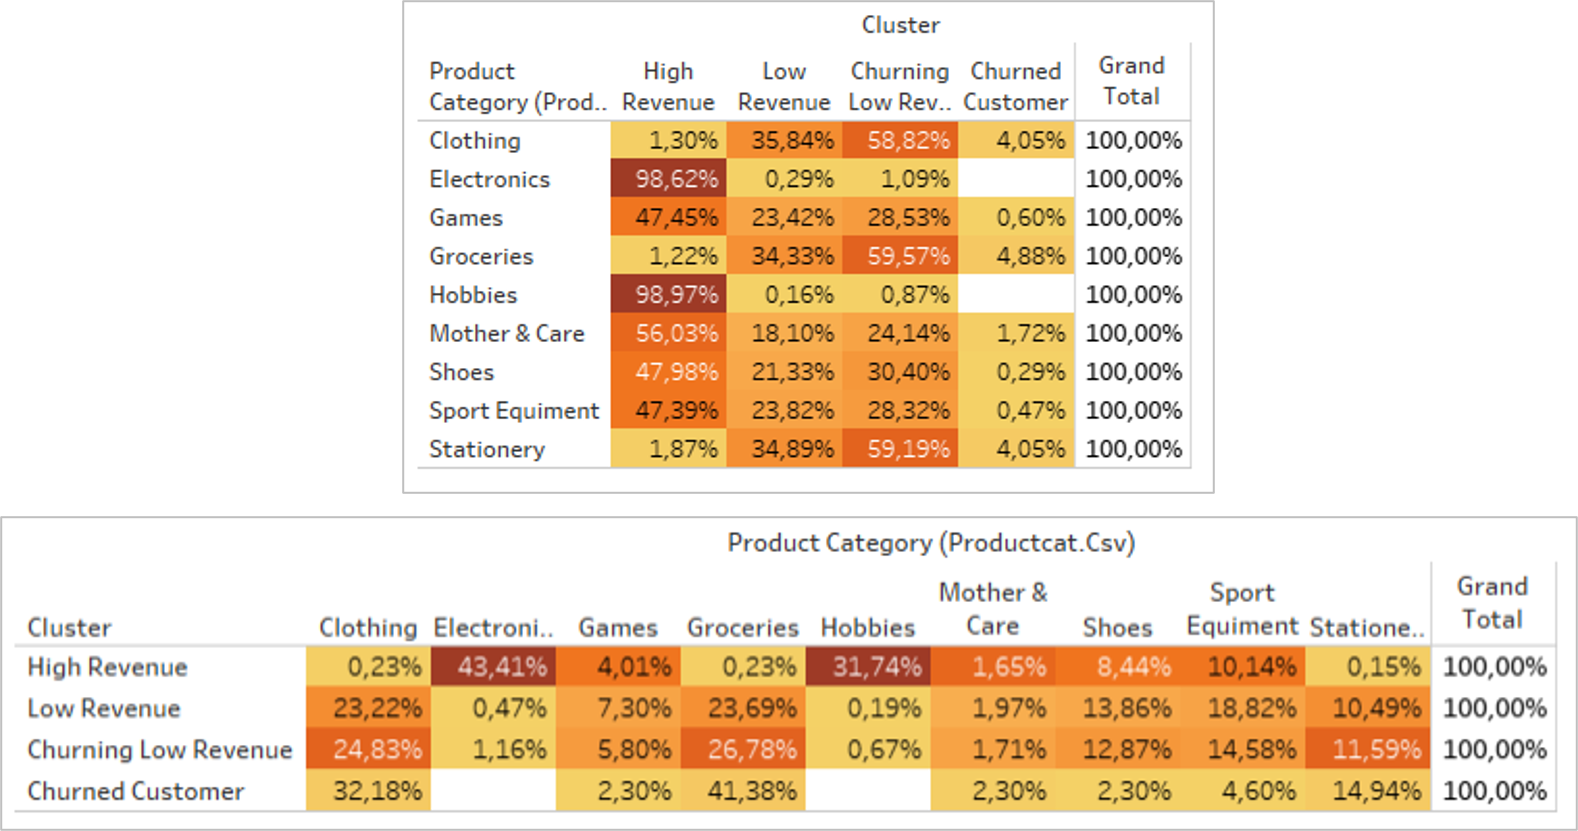 Cluster
Product Category (Prod.. High Revenue Low Revenue Churning Low Rev.. Churned Customer Grand Total
Clothing 1,30% 35,84% 58,82% 4,05% 100,00%
Electronics 98,62% 0,29% 1,09% 100,00%
Games 47,45% 23,42% 28,53% 0,60% 100,00%
Groceries 1,22% 34,33% 59,57% 4,88% 100,00%
Hobbies 98,97% 0,16% 0,87% 100,00%
Mother & Care 56,03% 18,10% 24,14% 1,72% 100,00%
Shoes 47,98% 21,33% 30,40% 0,29% 100,00%
Sport Equiment 47,39% 23,82% 28,32% 0,47% 100,00%
Stationery 1,87% 34,89% 59,19% 4,05% 100,00%
Product Category (Productcat.Csv)
Cluster Clothing Electroni.. Games Groceries Hobbies Mother & Care Shoes Sport Equiment Statione.. Grand Total
High Revenue 0,23% 43,41% 4,01% 0,23% 31,74% 1,65% 8,44% 10,14% 0,15% 100,00%
Low Revenue 23,22% 0,47% 7,30% 23,69% 0,19% 1,97% 13,86% 18,82% 10,49% 100,00%
Churning Low Revenue 24,83% 1,16% 5,80% 26,78% 0,67% 1,71% 12,87% 14,58% 11,59% 100,00%
Churned Customer 32,18% 2,30% 41,38% 2,30% 2,30% 4,60% 14,94% 100,00%